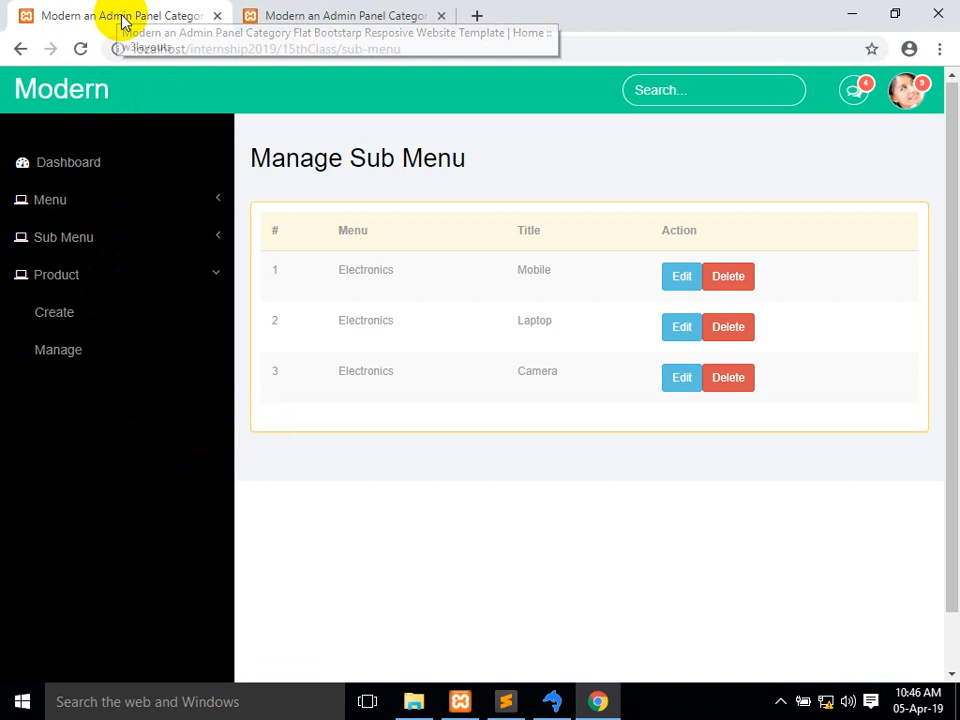 Modern an Admin Panel Categor
Modern an Admin Panel Categor
Modern an Admin Panel Category Flat Bootstarp Resposive Website Template | Home ::
w3layouts
localhost/internship2019/15thClass/sub-menu
Modern
Search...
4
9
Dashboard
Menu
Sub Menu
Product
Create
Manage
Manage Sub Menu
# Menu Title Action
1 Electronics Mobile Edit Delete
2 Electronics Laptop Edit Delete
3 Electronics Camera Edit Delete
Search the web and Windows
10:46 AM
05-Apr-19